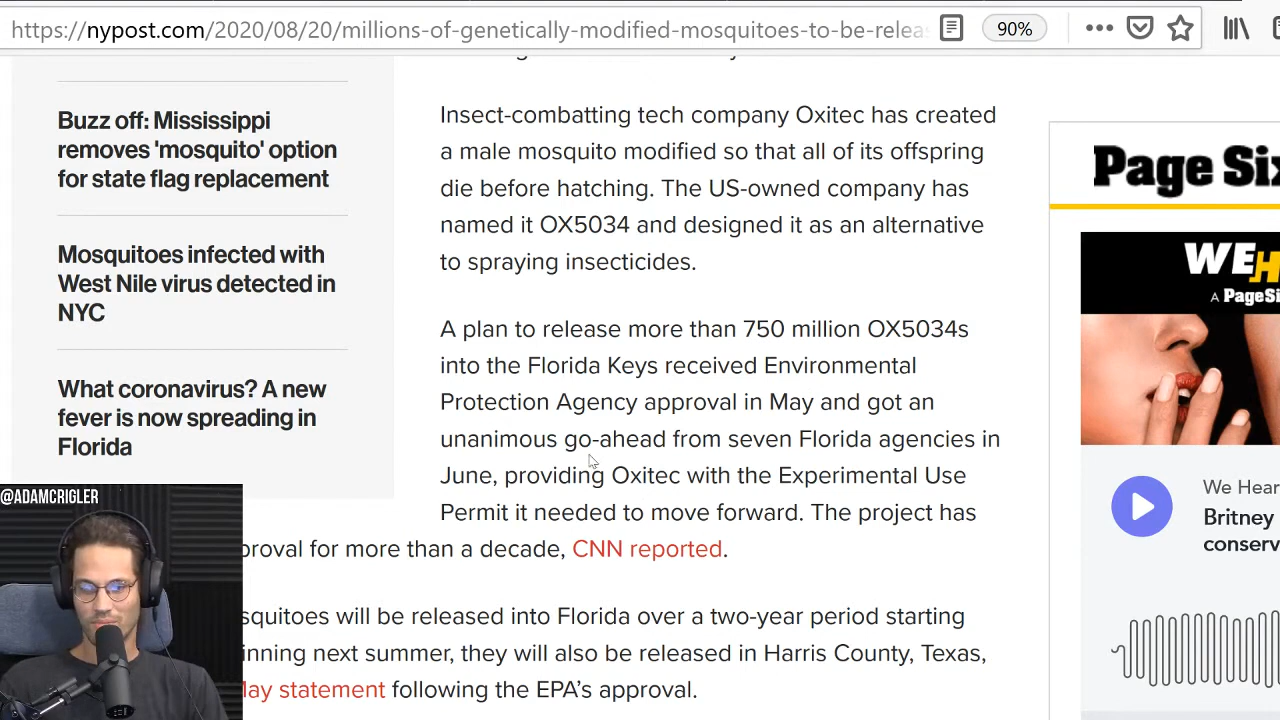 https://nypost.com/2020/08/20/millions-of-genetically-modified-mosquitoes-to-be-relea
90%
Buzz off: Mississippi
removes 'mosquito' option
for state flag replacement
Mosquitoes infected with
West Nile virus detected in
NYC
What coronavirus? A new
fever is now spreading in
Florida
@ADAMCRIGLER
Insect-combatting tech company Oxitec has created
a male mosquito modified so that all of its offspring
die before hatching. The US-owned company has
named it OX5034 and designed it as an alternative
to spraying insecticides.
A plan to release more than 750 million OX5034s
into the Florida Keys received Environmental
Protection Agency approval in May and got an
unanimous go-ahead from seven Florida agencies in
June, providing Oxitec with the Experimental Use
Permit it needed to move forward. The project has
proval for more than a decade, CNN reported.
squitoes will be released into Florida over a two-year period starting
inning next summer, they will also be released in Harris County, Texas,
May statement following the EPA's approval.
Page Six
WE H
A PageSi
We Hear
Britney
conserv